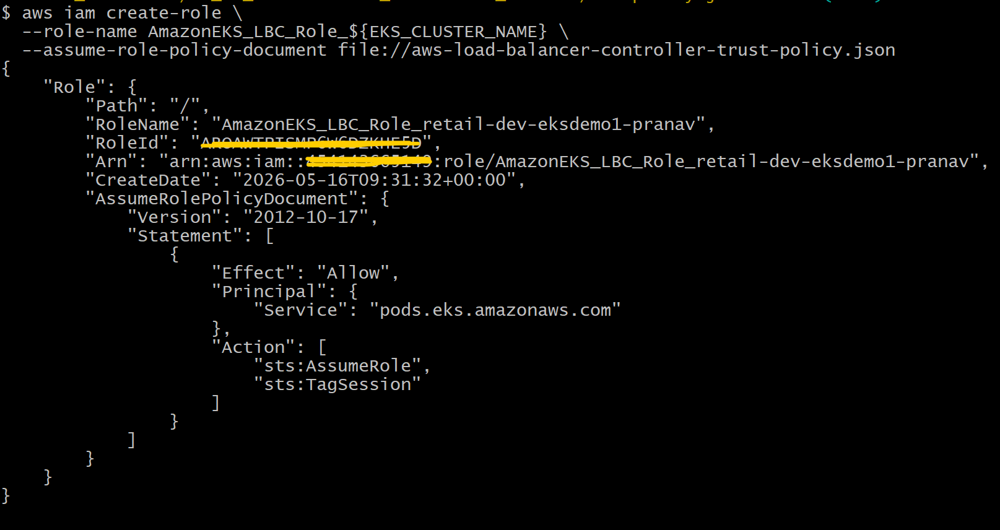 $ aws iam create-role \
  --role-name AmazonEKS_LBC_Role_${EKS_CLUSTER_NAME} \
  --assume-role-policy-document file://aws-load-balancer-controller-trust-policy.json
{
    "Role": {
        "Path": "/",
        "RoleName": "AmazonEKS_LBC_Role_retail-dev-eksdemo1-pranav",
        "RoleId": "",
        "Arn": "arn:aws:iam:::role/AmazonEKS_LBC_Role_retail-dev-eksdemo1-pranav",
        "CreateDate": "2026-05-16T09:31:32+00:00",
        "AssumeRolePolicyDocument": {
            "Version": "2012-10-17",
            "Statement": [
                {
                    "Effect": "Allow",
                    "Principal": {
                        "Service": "pods.eks.amazonaws.com"
                    },
                    "Action": [
                        "sts:AssumeRole",
                        "sts:TagSession"
                    ]
                }
            ]
        }
    }
}